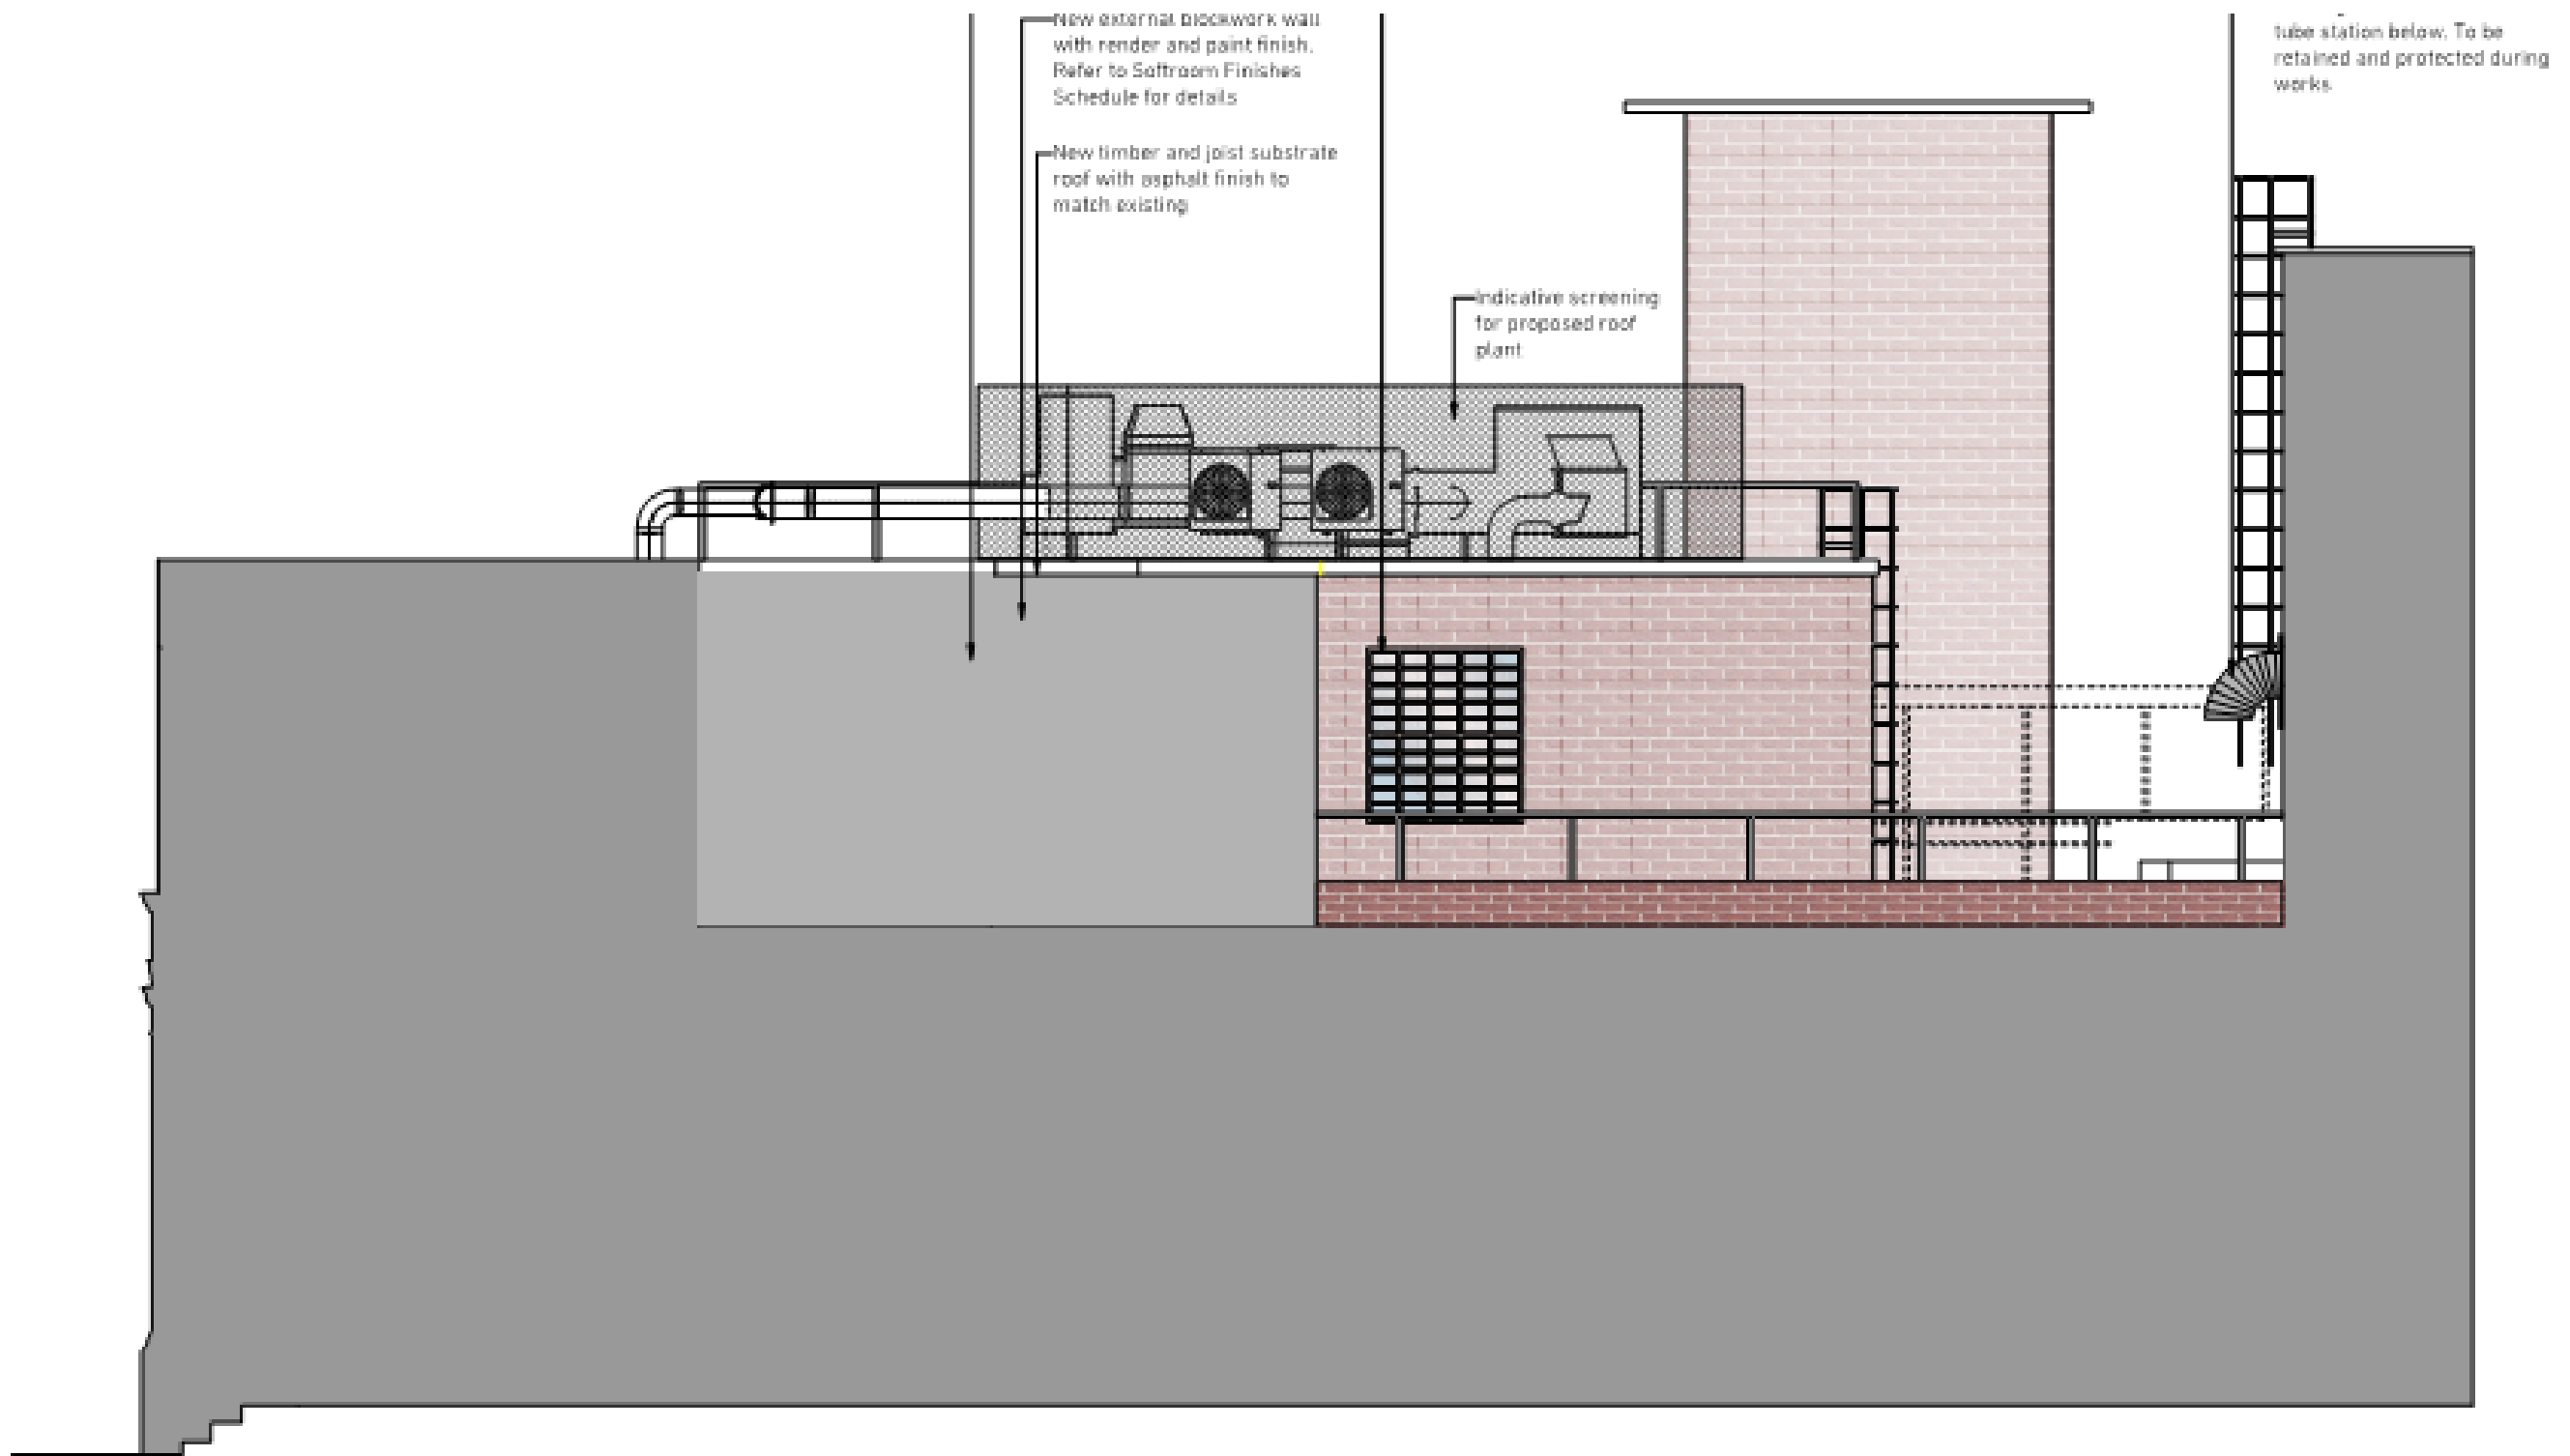 New external blockwork wall
with render and paint finish.
Refer to Softroom Finishes
Schedule for details
New timber and joist substrate
roof with asphalt finish to
match existing
Indicative screening
for proposed roof
plant
tube station below. To be
retained and protected during
works